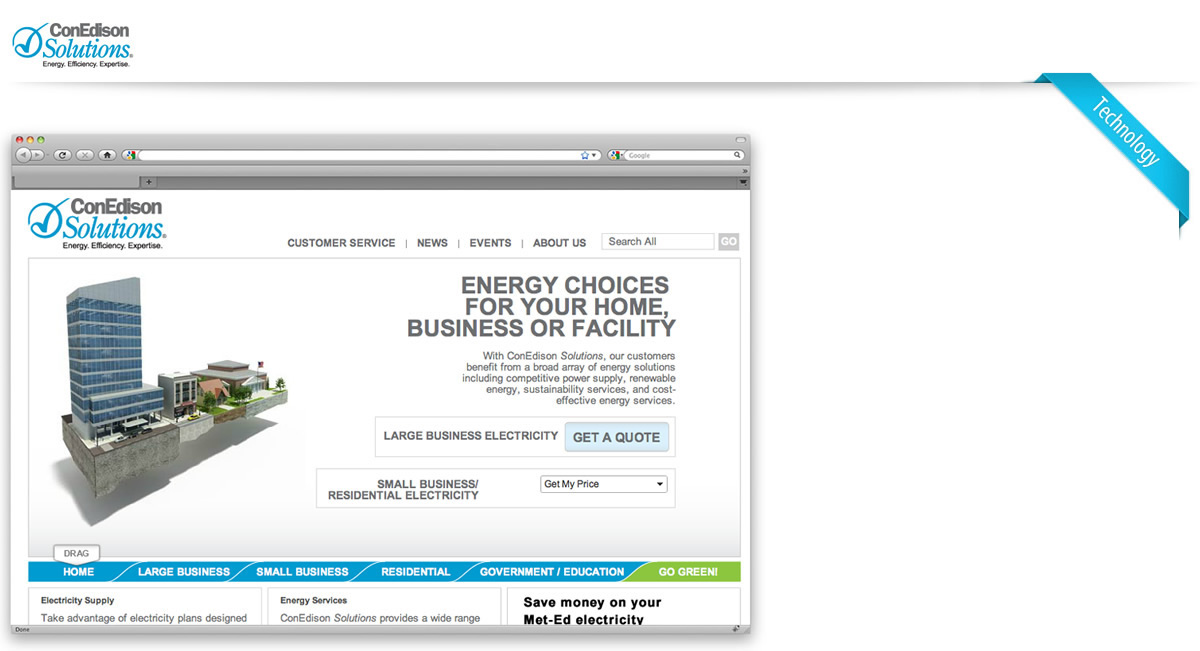 ConEdison
Solutions®
Energy. Efficiency. Expertise.
Technology
Google
ConEdison
Solutions®
Energy. Efficiency. Expertise.
CUSTOMER SERVICE | NEWS | EVENTS | ABOUT US Search All GO
ENERGY CHOICES
FOR YOUR HOME,
BUSINESS OR FACILITY
With ConEdison Solutions, our customers
benefit from a broad array of energy solutions
including competitive power supply, renewable
energy, sustainability services, and cost-
effective energy services.
LARGE BUSINESS ELECTRICITY GET A QUOTE
SMALL BUSINESS/
RESIDENTIAL ELECTRICITY
Get My Price
DRAG
HOME LARGE BUSINESS SMALL BUSINESS RESIDENTIAL GOVERNMENT / EDUCATION GO GREEN!
Electricity Supply
Take advantage of electricity plans designed
Energy Services
ConEdison Solutions provides a wide range
Save money on your
Met-Ed electricity
Done